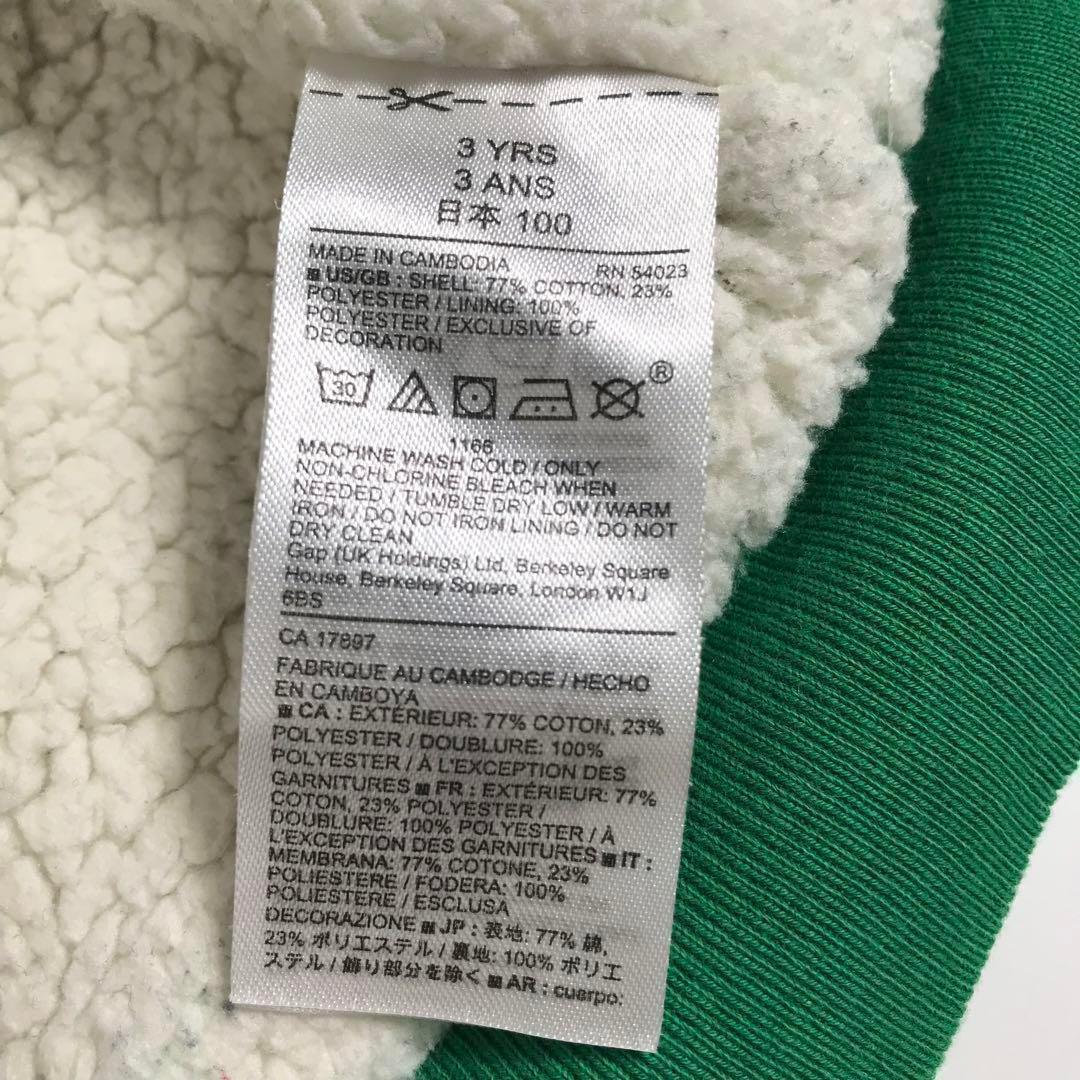 3 YRS
3 ANS
日本 100
MADE IN CAMBODIA RN 54023
■ US/GB : SHELL: 77% COTTON, 23%
POLYESTER / LINING: 100%
POLYESTER / EXCLUSIVE OF
DECORATION
30 ®
1166
MACHINE WASH COLD / ONLY
NON-CHLORINE BLEACH WHEN
NEEDED / TUMBLE DRY LOW / WARM
IRON / DO NOT IRON LINING / DO NOT
DRY CLEAN
Gap (UK Holdings) Ltd. Berkeley Square
House, Berkeley Square, London W1J
6BS
CA 17897
FABRIQUE AU CAMBODGE / HECHO
EN CAMBOYA
■ CA : EXTÉRIEUR: 77% COTON, 23%
POLYESTER / DOUBLURE: 100%
POLYESTER / À L'EXCEPTION DES
GARNITURES ■ FR : EXTÉRIEUR: 77%
COTON, 23% POLYESTER /
DOUBLURE: 100% POLYESTER / À
L'EXCEPTION DES GARNITURES ■ IT :
MEMBRANA: 77% COTONE, 23%
POLIESTERE / FODERA: 100%
POLIESTERE / ESCLUSA
DECORAZIONE ■ JP : 表地: 77% 綿,
23% ポリエステル / 裏地: 100% ポリエ
ステル / 飾り部分を除く ■ AR : cuerpo: